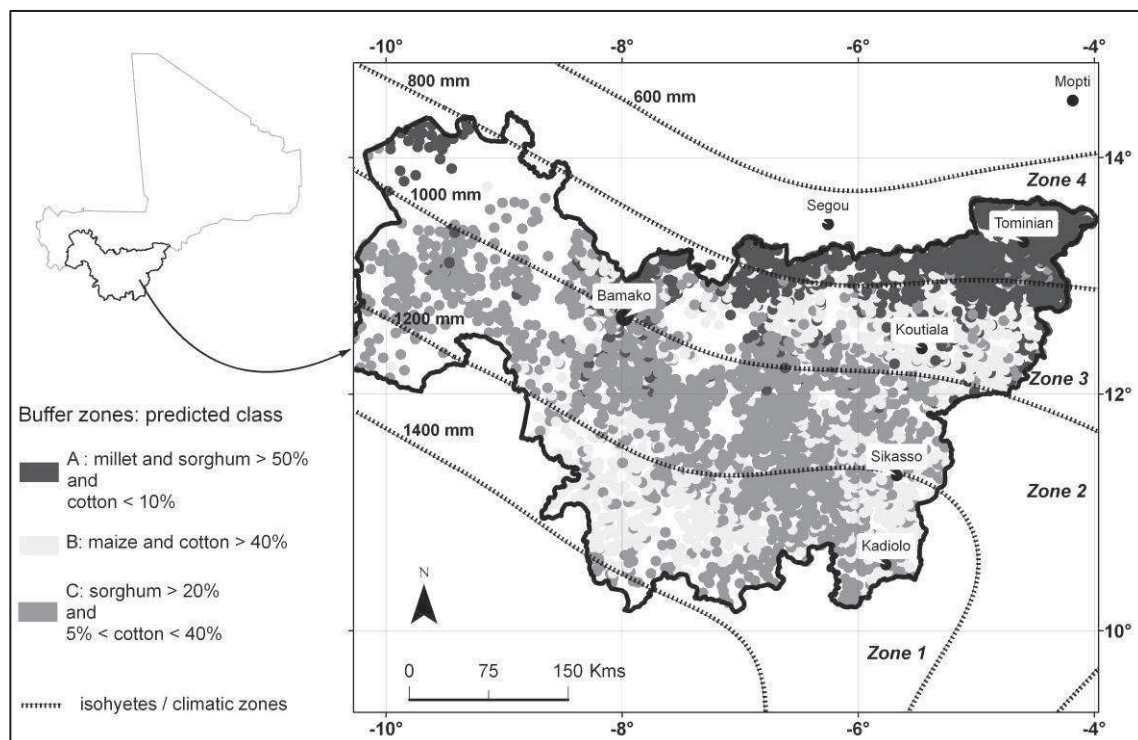 -10°
-8°
-6°
-4°
800 mm
600 mm
Mopti
14°
14°
1000 mm
Zone 4
Segou
Tominian
Bamako
1200 mm
Koutiala
Zone 3
12°
12°
Buffer zones: predicted class
1400 mm
A : millet and sorghum > 50%
and
cotton < 10%
Sikasso
Zone 2
B: maize and cotton > 40%
Kadiolo
C: sorghum > 20%
and
5% < cotton < 40%
N
10°
10°
Zone 1
0 75 150 Kms
isohyetes / climatic zones
-10°
-8°
-6°
-4°